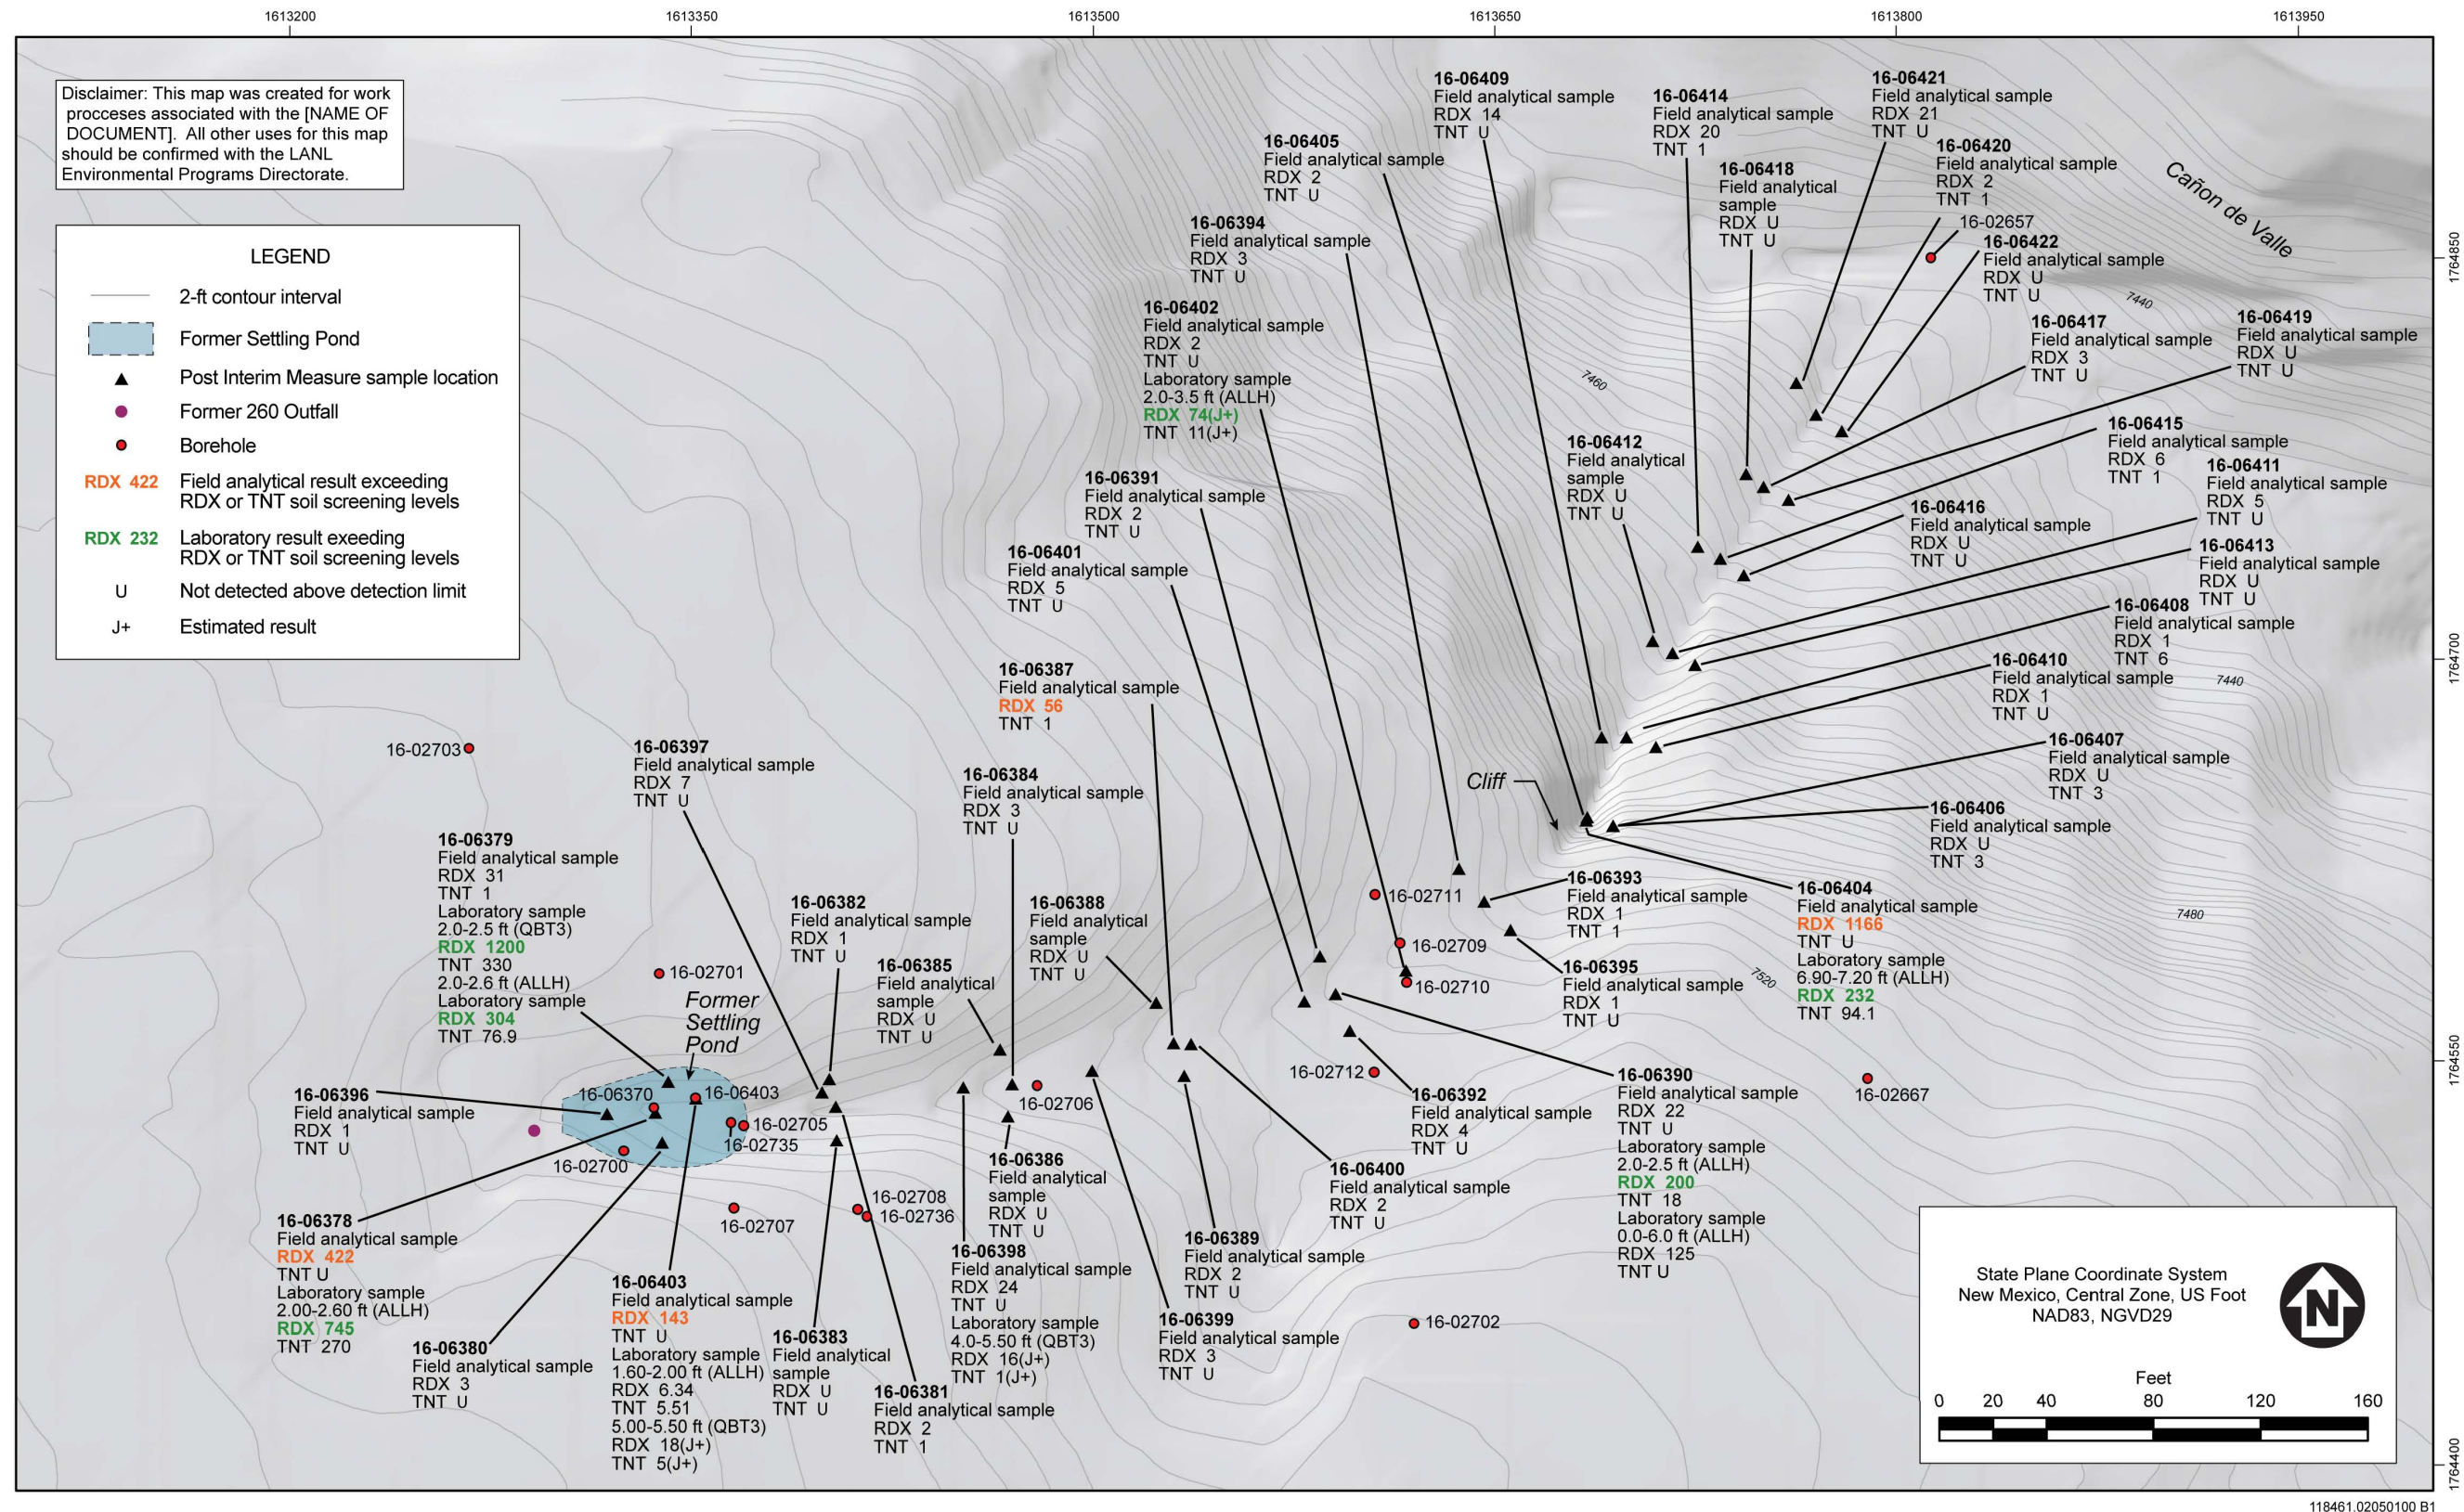 1613200
1613350
1613500
1613650
1613800
1613950
Disclaimer: This map was created for work
procceses associated with the [NAME OF
DOCUMENT]. All other uses for this map
should be confirmed with the LANL
Environmental Programs Directorate.
LEGEND
2-ft contour interval
Former Settling Pond
Post Interim Measure sample location
Former 260 Outfall
Borehole
RDX 422 Field analytical result exceeding
RDX or TNT soil screening levels
RDX 232 Laboratory result exeeding
RDX or TNT soil screening levels
U Not detected above detection limit
J+ Estimated result
16-06409
Field analytical sample
RDX 14
TNT U
16-06414
Field analytical sample
RDX 20
TNT 1
16-06421
Field analytical sample
RDX 21
TNT U
16-06405
Field analytical sample
RDX 2
TNT U
16-06418
Field analytical
sample
RDX U
TNT U
16-06420
Field analytical sample
RDX 2
TNT 1
16-02657
Cañon de Valle
16-06394
Field analytical sample
RDX 3
TNT U
16-06422
Field analytical sample
RDX U
TNT U
7440
1764850
16-06402
Field analytical sample
RDX 2
TNT U
Laboratory sample
2.0-3.5 ft (ALLH)
RDX 74(J+)
TNT 11(J+)
7460
16-06417
Field analytical sample
RDX 3
TNT U
16-06419
Field analytical sample
RDX U
TNT U
16-06412
Field analytical
sample
RDX U
TNT U
16-06415
Field analytical sample
RDX 6
TNT 1
16-06411
Field analytical sample
RDX 5
TNT U
16-06391
Field analytical sample
RDX 2
TNT U
16-06416
Field analytical sample
RDX U
TNT U
16-06401
Field analytical sample
RDX 5
TNT U
16-06413
Field analytical sample
RDX U
TNT U
16-06408
Field analytical sample
RDX 1
TNT 6
16-06387
Field analytical sample
RDX 56
TNT 1
16-06410
Field analytical sample
RDX 1
TNT U
7440
1764700
16-02703
16-06397
Field analytical sample
RDX 7
TNT U
16-06384
Field analytical sample
RDX 3
TNT U
Cliff
16-06407
Field analytical sample
RDX U
TNT 3
16-06406
Field analytical sample
RDX U
TNT 3
16-06379
Field analytical sample
RDX 31
TNT 1
Laboratory sample
2.0-2.5 ft (QBT3)
RDX 1200
TNT 330
2.0-2.6 ft (ALLH)
Laboratory sample
RDX 304
TNT 76.9
16-06382
Field analytical sample
RDX 1
TNT U
16-06388
Field analytical
sample
RDX U
TNT U
16-02711
16-02709
16-02710
16-06393
Field analytical sample
RDX 1
TNT 1
16-06404
Field analytical sample
RDX 1166
TNT U
Laboratory sample
6.90-7.20 ft (ALLH)
RDX 232
TNT 94.1
7480
16-02701
Former
Settling
Pond
16-06385
Field analytical
sample
RDX U
TNT U
16-06395
Field analytical sample
RDX 1
TNT U
7520
1764550
16-06396
Field analytical sample
RDX 1
TNT U
16-06370
16-06403
16-02705
16-02735
16-02700
16-02706
16-02712
16-02667
16-06392
Field analytical sample
RDX 4
TNT U
16-06390
Field analytical sample
RDX 22
TNT U
Laboratory sample
2.0-2.5 ft (ALLH)
RDX 200
TNT 18
Laboratory sample
0.0-6.0 ft (ALLH)
RDX 125
TNT U
16-06386
Field analytical
sample
RDX U
TNT U
16-06400
Field analytical sample
RDX 2
TNT U
16-02708
16-02736
16-02707
16-06378
Field analytical sample
RDX 422
TNT U
Laboratory sample
2.00-2.60 ft (ALLH)
RDX 745
TNT 270
16-06389
Field analytical sample
RDX 2
TNT U
16-06398
Field analytical sample
RDX 24
TNT U
Laboratory sample
4.0-5.50 ft (QBT3)
RDX 16(J+)
TNT 1(J+)
16-06403
Field analytical sample
RDX 143
TNT U
Laboratory sample
1.60-2.00 ft (ALLH)
RDX 6.34
TNT 5.51
5.00-5.50 ft (QBT3)
RDX 18(J+)
TNT 5(J+)
16-06399
Field analytical sample
RDX 3
TNT U
16-02702
16-06383
Field analytical
sample
RDX U
TNT U
16-06380
Field analytical sample
RDX 3
TNT U
16-06381
Field analytical sample
RDX 2
TNT 1
State Plane Coordinate System
New Mexico, Central Zone, US Foot
NAD83, NGVD29
N
Feet
0 20 40 80 120 160
1764400
118461.02050100 B1